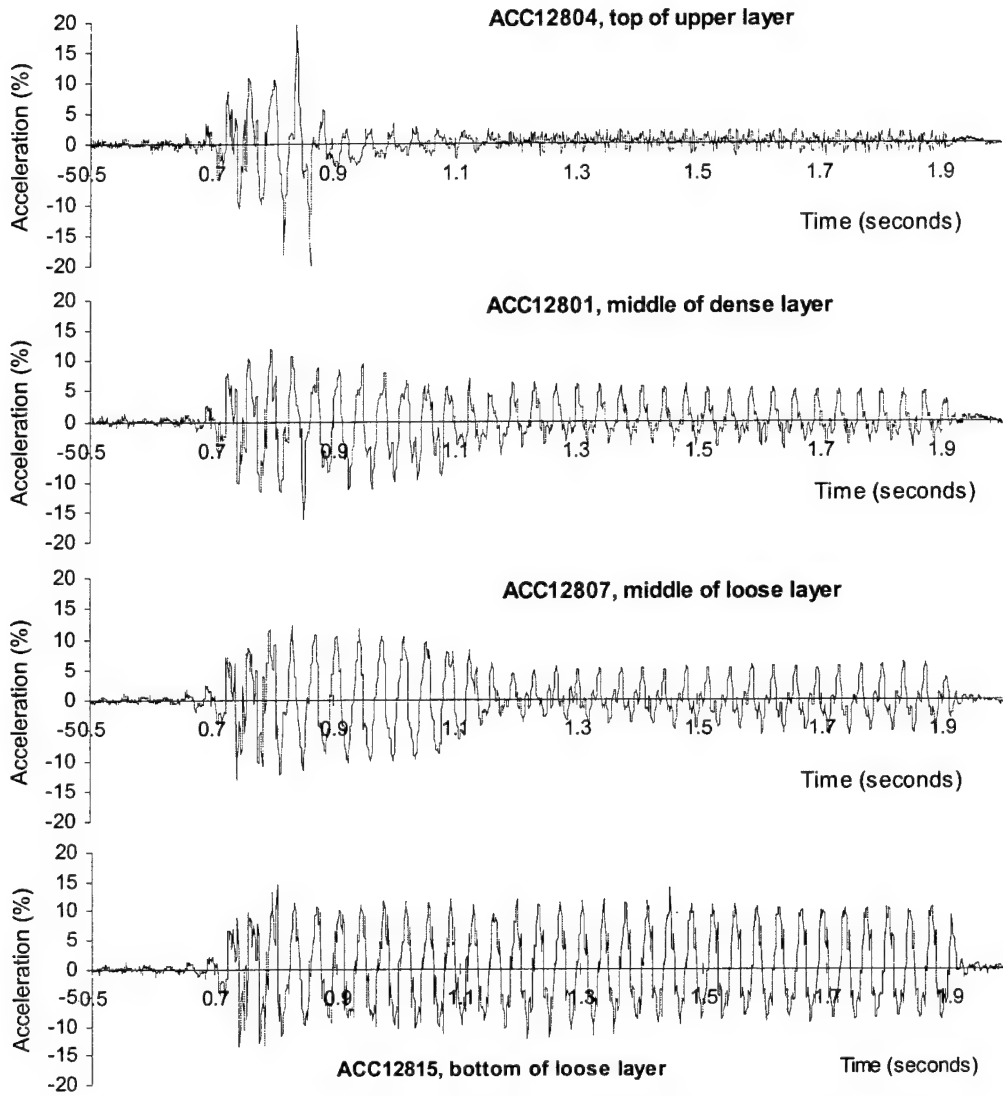 ACC12804, top of upper layer
Acceleration (%)
20
15
10
5
0
-5
-10
-15
-20
0.5 0.7 0.9 1.1 1.3 1.5 1.7 1.9
Time (seconds)
ACC12801, middle of dense layer
Acceleration (%)
20
15
10
5
0
-5
-10
-15
-20
0.5 0.7 0.9 1.1 1.3 1.5 1.7 1.9
Time (seconds)
ACC12807, middle of loose layer
Acceleration (%)
20
15
10
5
0
-5
-10
-15
-20
0.5 0.7 0.9 1.1 1.3 1.5 1.7 1.9
Time (seconds)
Acceleration (%)
20
15
10
5
0
-5
-10
-15
-20
0.5 0.7 0.9 1.1 1.3 1.5 1.7 1.9
ACC12815, bottom of loose layer
Time (seconds)